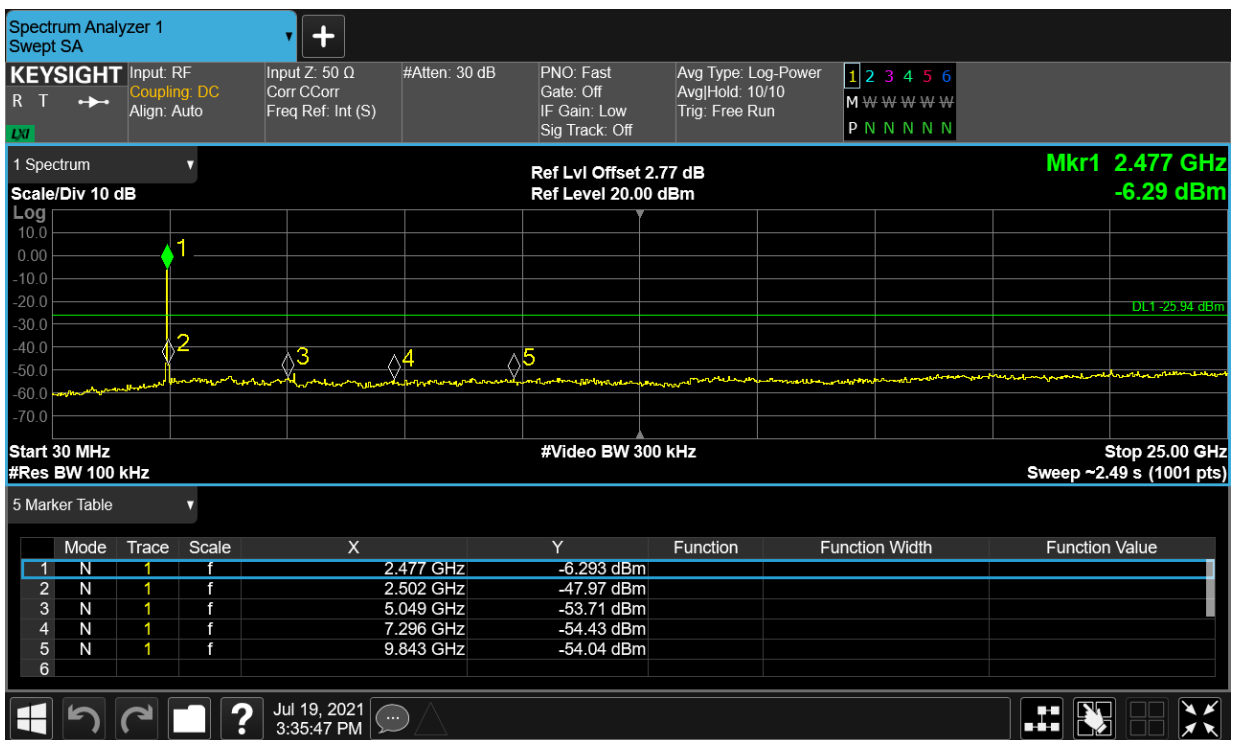 Spectrum Analyzer 1
Swept SA
+
KEYSIGHT Input: RF Input Z: 50 Ω #Atten: 30 dB PNO: Fast Avg Type: Log-Power 1 2 3 4 5 6
R T Coupling: DC Corr CCorr Gate: Off Avg|Hold: 10/10 M W W W W W
Align: Auto Freq Ref: Int (S) IF Gain: Low Trig: Free Run
LXI Sig Track: Off P N N N N N
1 Spectrum Ref Lvl Offset 2.77 dB Mkr1 2.477 GHz
Scale/Div 10 dB Ref Level 20.00 dBm -6.29 dBm
Log
10.0
1
0.00
-10.0
-20.0
DL1 -25.94 dBm
-30.0
2
-40.0
3 4 5
-50.0
-60.0
-70.0
Start 30 MHz #Video BW 300 kHz Stop 25.00 GHz
#Res BW 100 kHz Sweep ~2.49 s (1001 pts)
5 Marker Table
Mode Trace Scale X Y Function Function Width Function Value
1 N 1 f 2.477 GHz -6.293 dBm
2 N 1 f 2.502 GHz -47.97 dBm
3 N 1 f 5.049 GHz -53.71 dBm
4 N 1 f 7.296 GHz -54.43 dBm
5 N 1 f 9.843 GHz -54.04 dBm
6
? Jul 19, 2021
3:35:47 PM